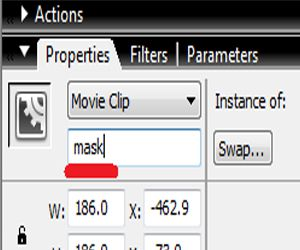 Actions
Properties Filters Parameters
Movie Clip Instance of:
mask Swap...
W: 186.0 X: -462.9